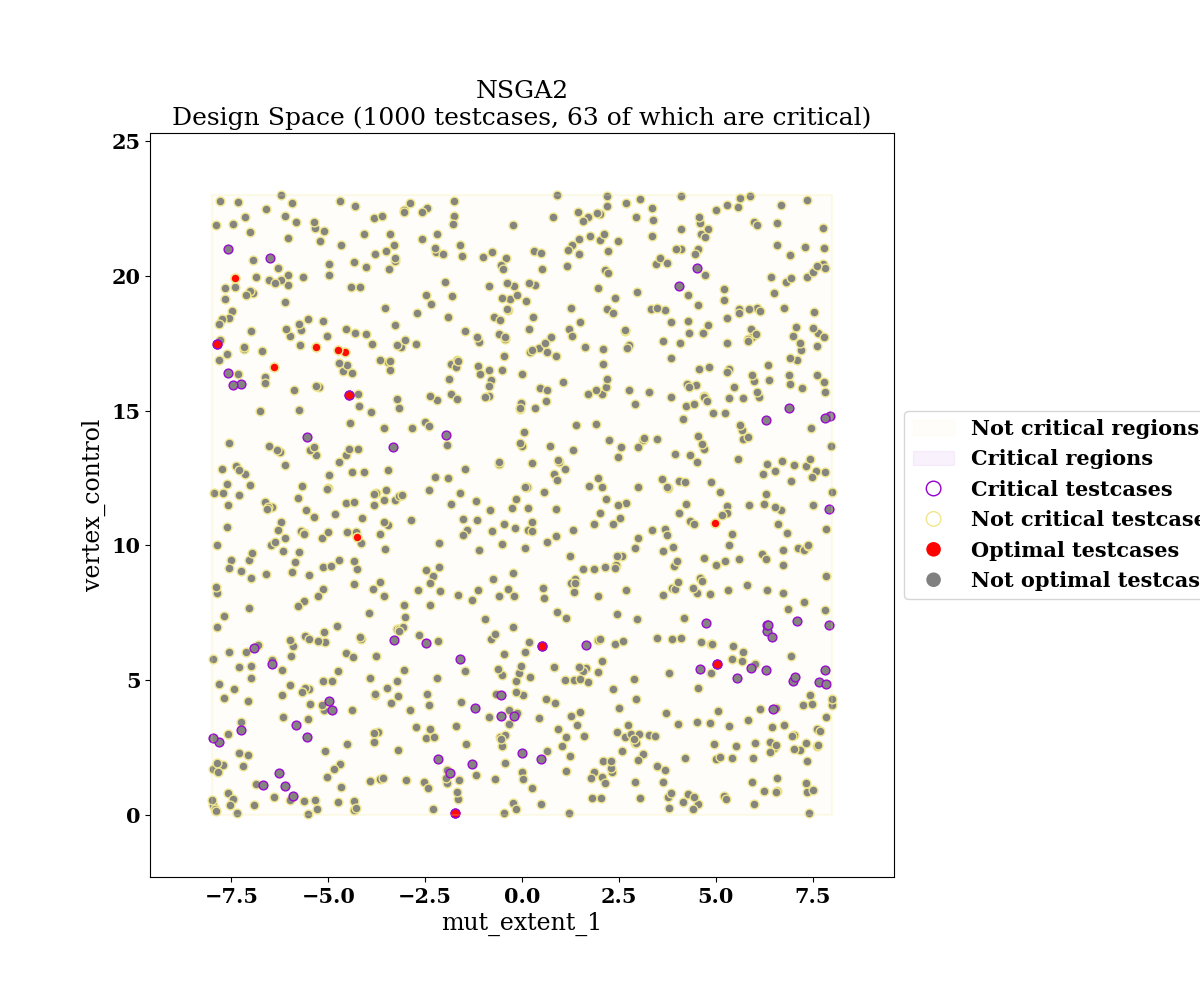 NSGA2
Design Space (1000 testcases, 63 of which are critical)
25
20
15
10
5
0
vertex_control
−7.5 −5.0 −2.5 0.0 2.5 5.0 7.5
mut_extent_1
Not critical regions
Critical regions
Critical testcases
Not critical testcase
Optimal testcases
Not optimal testcas